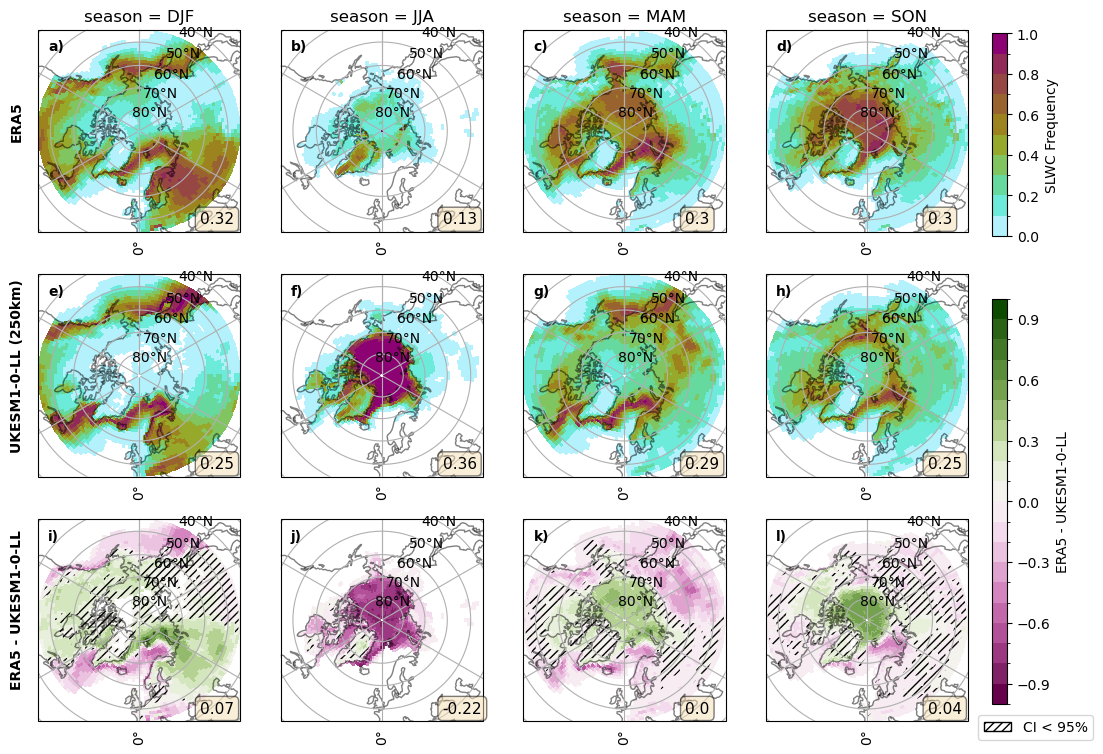 season = DJF
season = JJA
season = MAM
season = SON
ERA5
a)
40°N
50°N
60°N
70°N
80°N
0.32
0°
b)
40°N
50°N
60°N
70°N
80°N
0.13
0°
c)
40°N
50°N
60°N
70°N
80°N
0.3
0°
d)
40°N
50°N
60°N
70°N
80°N
0.3
0°
1.0
0.8
0.6
0.4
0.2
0.0
SLWC Frequency
UKESM1-0-LL (250km)
e)
40°N
50°N
60°N
70°N
80°N
0.25
0°
f)
40°N
50°N
60°N
70°N
80°N
0.36
0°
g)
40°N
50°N
60°N
70°N
80°N
0.29
0°
h)
40°N
50°N
60°N
70°N
80°N
0.25
0°
ERA5 - UKESM1-0-LL
i)
40°N
50°N
60°N
70°N
80°N
0.07
0°
j)
40°N
50°N
60°N
70°N
80°N
-0.22
0°
k)
40°N
50°N
60°N
70°N
80°N
0.0
0°
l)
40°N
50°N
60°N
70°N
80°N
0.04
0°
0.9
0.6
0.3
0.0
−0.3
−0.6
−0.9
ERA5 - UKESM1-0-LL
CI < 95%